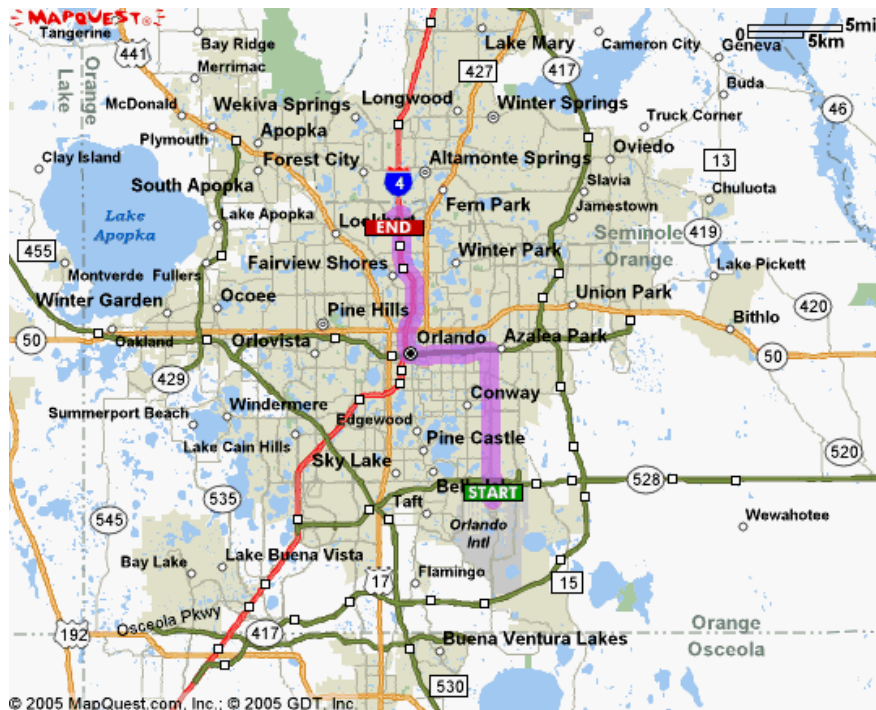 MAPQUEST®
5mi
0
5km
Tangerine
Bay Ridge
Lake Mary
Cameron City
Geneva
441
427
417
Lake
Orange
Merrimac
Buda
McDonald
Wekiva Springs
Longwood
Winter Springs
Truck Corner
46
Plymouth
Apopka
Oviedo
13
Clay Island
Forest City
Altamonte Springs
South Apopka
4
Slavia
Chuluota
Lake Apopka
Lake Apopka
Fern Park
Jamestown
END
Seminole
419
455
Winter Park
Orange
Montverde
Fullers
Fairview Shores
Lake Pickett
Winter Garden
Ocoee
Pine Hills
Union Park
420
Bithlo
50
Oakland
Orlovista
Orlando
Azalea Park
50
429
Summerport Beach
Windermere
Edgewood
Conway
Lake Cain Hills
Pine Castle
Sky Lake
520
START
528
535
Taft
545
Orlando
Intl
Wewahotee
Bay Lake
Lake Buena Vista
17
Flamingo
15
Osceola Pkwy
192
417
Orange
Osceola
Buena Ventura Lakes
530
© 2005 MapQuest.com, Inc.; © 2005 GDT, Inc.